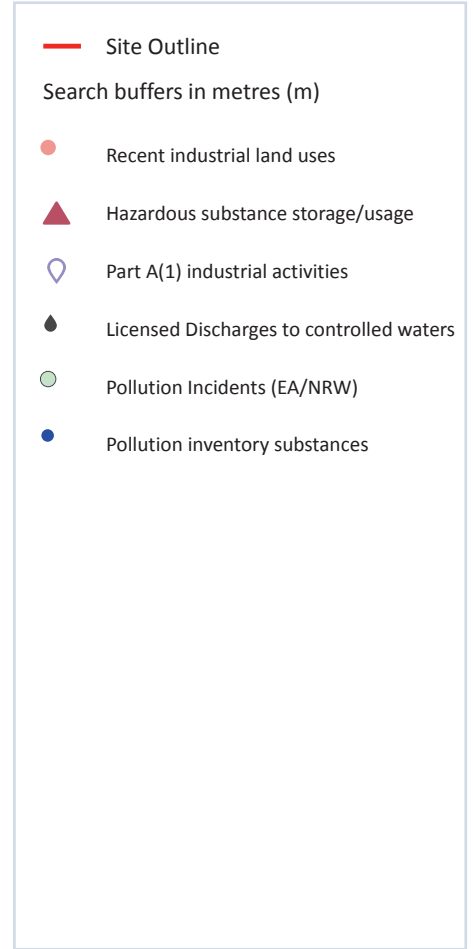 Site Outline
Search buffers in metres (m)
Recent industrial land uses
Hazardous substance storage/usage
Part A(1) industrial activities
Licensed Discharges to controlled waters
Pollution Incidents (EA/NRW)
Pollution inventory substances